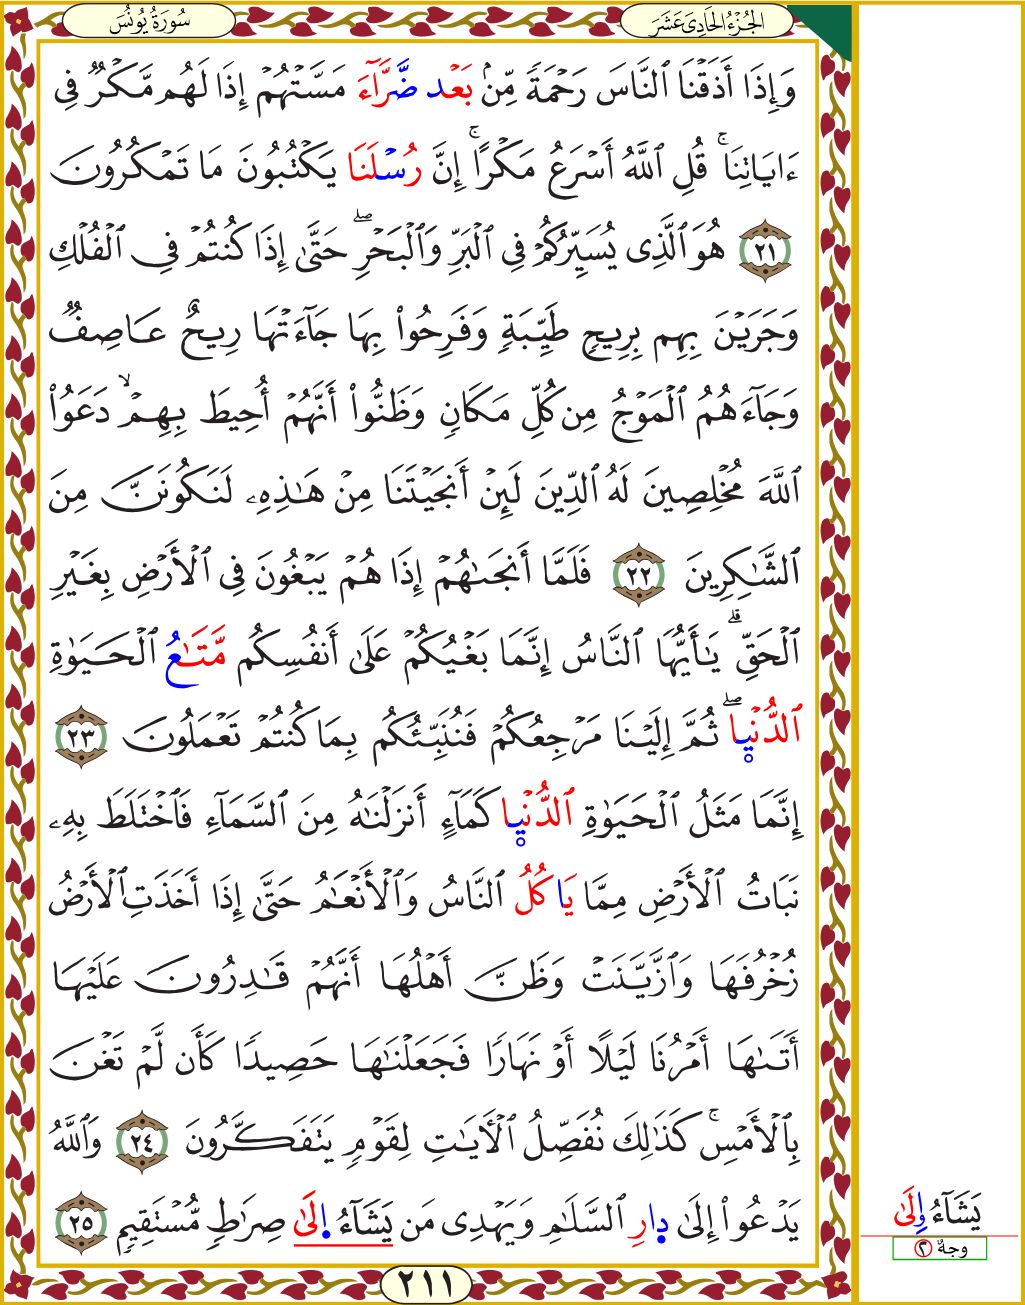 سُورَةُ يُونُسَ
الجُزْءُ الحَادِيَ عَشَرَ
وَإِذَا أَذَقْنَا ٱلنَّاسَ رَحْمَةً مِّنۢ بَعْدِ ضَرَّآءَ مَسَّتْهُمْ إِذَا لَهُم مَّكْرٌ فِى
ءَايَاتِنَا ۚ قُلِ ٱللَّهُ أَسْرَعُ مَكْرًا ۚ إِنَّ رُسْلَنَا يَكْتُبُونَ مَا تَمْكُرُونَ
٢١ هُوَ ٱلَّذِى يُسَيِّرُكُمْ فِى ٱلْبَرِّ وَٱلْبَحْرِ ۖ حَتَّىٰ إِذَا كُنتُمْ فِى ٱلْفُلْكِ
وَجَرَيْنَ بِهِم بِرِيحٍ طَيِّبَةٍ وَفَرِحُوا۟ بِهَا جَآءَتْهَا رِيحٌ عَاصِفٌ
وَجَآءَهُمُ ٱلْمَوْجُ مِن كُلِّ مَكَانٍ وَظَنُّوٓا۟ أَنَّهُمْ أُحِيطَ بِهِمْ ۙ دَعَوُا۟
ٱللَّهَ مُخْلِصِينَ لَهُ ٱلدِّينَ لَئِنْ أَنجَيْتَنَا مِنْ هَـٰذِهِۦ لَنَكُونَنَّ مِنَ
ٱلشَّـٰكِرِينَ ٢٢ فَلَمَّا أَنجَىٰهُمْ إِذَا هُمْ يَبْغُونَ فِى ٱلْأَرْضِ بِغَيْرِ
ٱلْحَقِّ ۗ يَـٰأَيُّهَا ٱلنَّاسُ إِنَّمَا بَغْيُكُمْ عَلَىٰ أَنفُسِكُم مَّتَـٰعُ ٱلْحَيَوٰةِ
ٱلدُّنْيَا ۖ ثُمَّ إِلَيْنَا مَرْجِعُكُمْ فَنُنَبِّئُكُم بِمَا كُنتُمْ تَعْمَلُونَ ٢٣
إِنَّمَا مَثَلُ ٱلْحَيَوٰةِ ٱلدُّنْيَا كَمَآءٍ أَنزَلْنَـٰهُ مِنَ ٱلسَّمَآءِ فَٱخْتَلَطَ بِهِۦ
نَبَاتُ ٱلْأَرْضِ مِمَّا يَاكُلُ ٱلنَّاسُ وَٱلْأَنْعَـٰمُ حَتَّىٰ إِذَا أَخَذَتِ ٱلْأَرْضُ
زُخْرُفَهَا وَٱزَّيَّنَتْ وَظَنَّ أَهْلُهَا أَنَّهُمْ قَـٰدِرُونَ عَلَيْهَا
أَتَىٰهَا أَمْرُنَا لَيْلًا أَوْ نَهَارًا فَجَعَلْنَـٰهَا حَصِيدًا كَأَن لَّمْ تَغْنَ
بِٱلْأَمْسِ ۚ كَذَٰلِكَ نُفَصِّلُ ٱلْآيَـٰتِ لِقَوْمٍ يَتَفَكَّرُونَ ٢٤ وَٱللَّهُ
يَدْعُوا۟ إِلَىٰ دِارِ ٱلسَّلَـٰمِ وَيَهْدِى مَن يَشَآءُ إِلَىٰ صِرَٰطٍ مُّسْتَقِيمٍ ٢٥
يَشَآءُ وِلَىٰ
وجهٌ ٢
٢١١